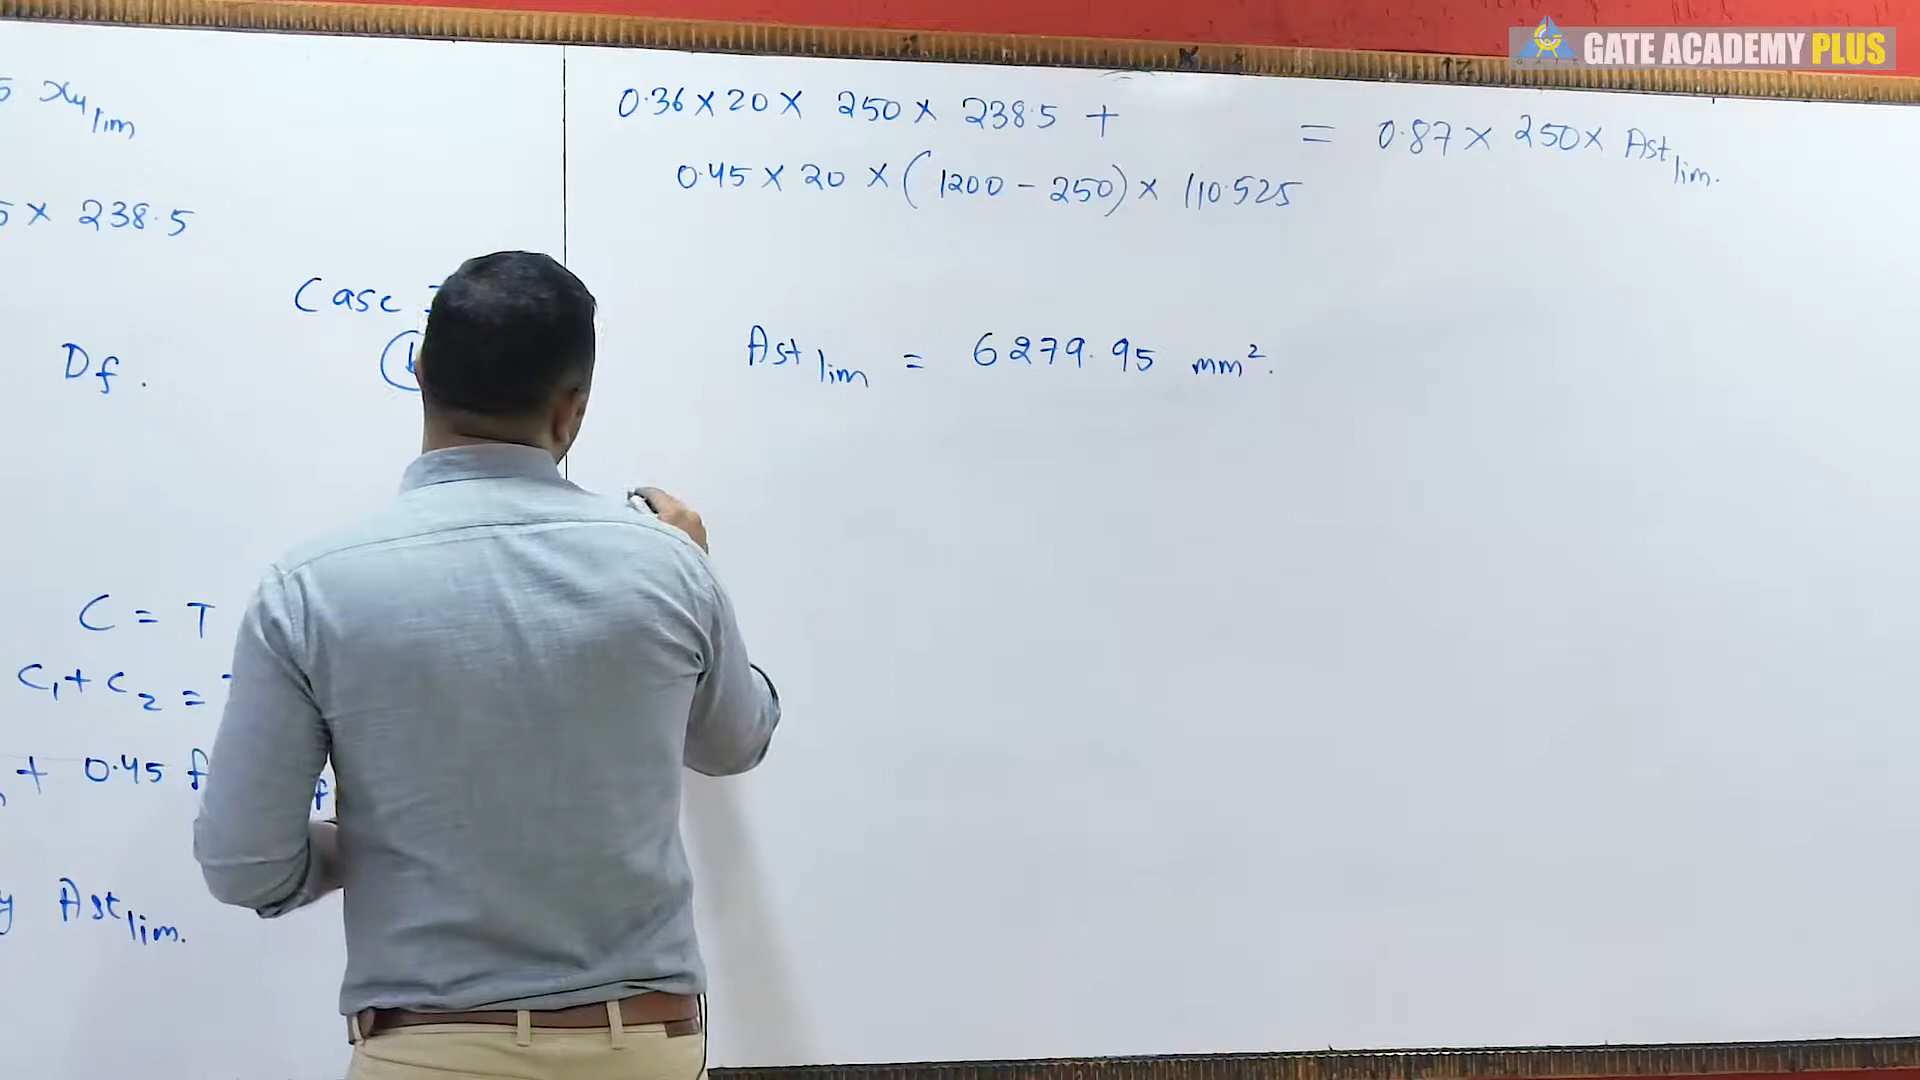 GATE ACADEMY PLUS
5 xu lim
5 × 238.5
Case
Df.
C = T
C1 + C2 =
+ 0.45 f
Ast lim.
0.36 × 20 × 250 × 238.5 +
0.45 × 20 × (1200 - 250) × 110.525
= 0.87 × 250 × Ast lim.
Ast lim = 6279.95 mm².